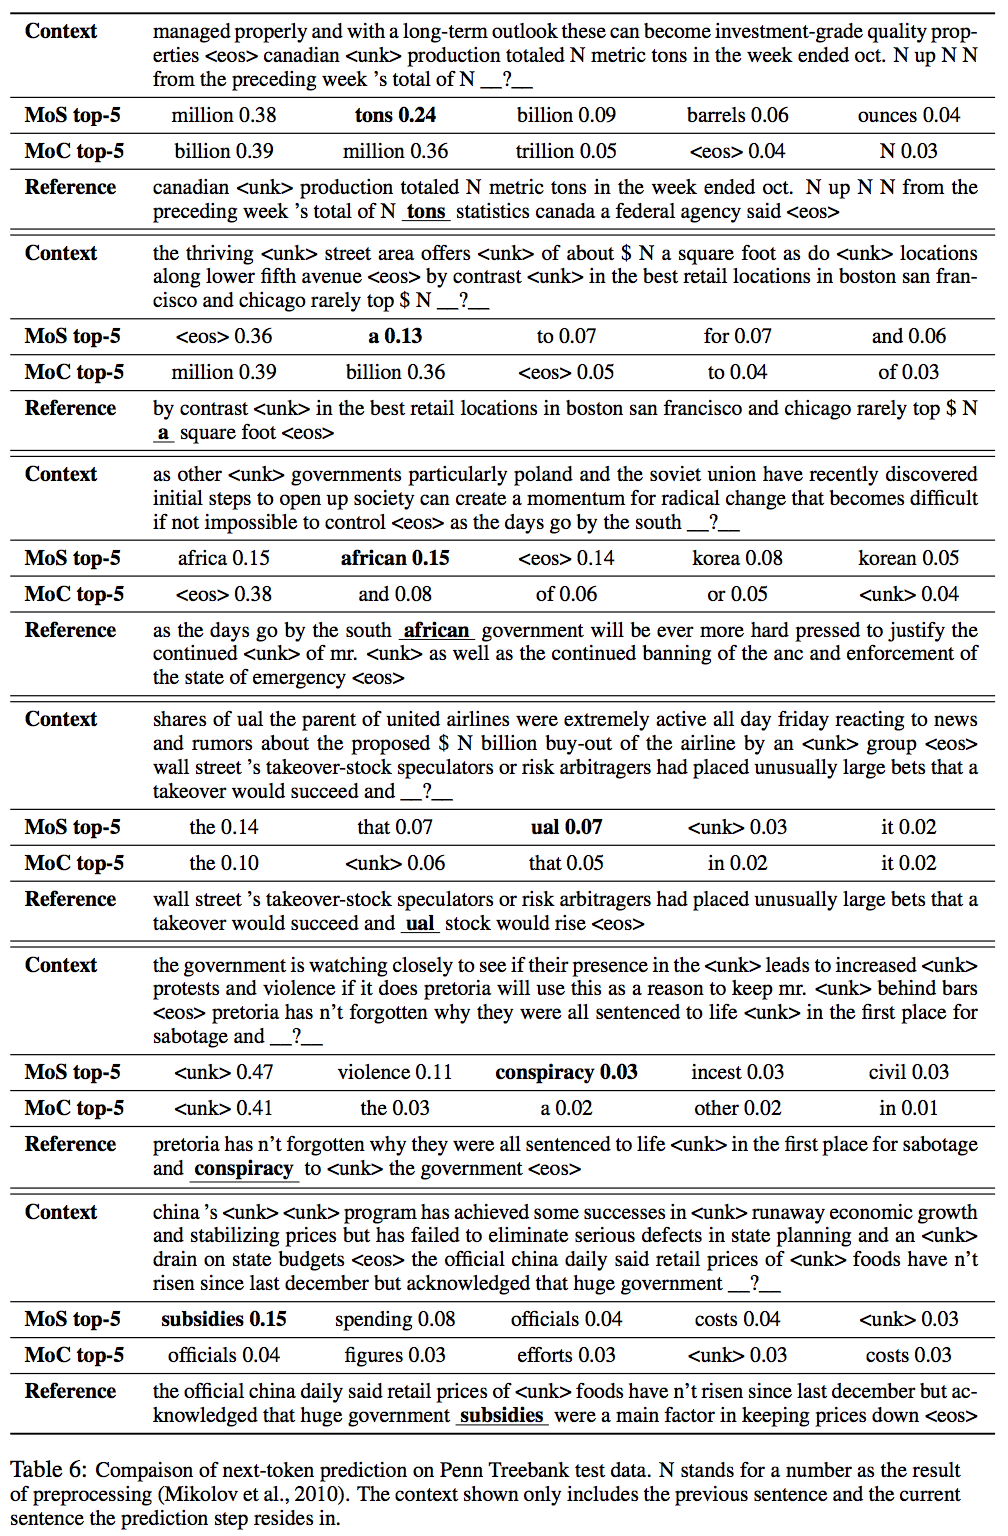 Context managed properly and with a long-term outlook these can become investment-grade quality prop-
erties <eos> canadian <unk> production totaled N metric tons in the week ended oct. N up N N
from the preceding week 's total of N __?__
MoS top-5 million 0.38 tons 0.24 billion 0.09 barrels 0.06 ounces 0.04
MoC top-5 billion 0.39 million 0.36 trillion 0.05 <eos> 0.04 N 0.03
Reference canadian <unk> production totaled N metric tons in the week ended oct. N up N N from the
preceding week 's total of N tons statistics canada a federal agency said <eos>
Context the thriving <unk> street area offers <unk> of about $ N a square foot as do <unk> locations
along lower fifth avenue <eos> by contrast <unk> in the best retail locations in boston san fran-
cisco and chicago rarely top $ N __?__
MoS top-5 <eos> 0.36 a 0.13 to 0.07 for 0.07 and 0.06
MoC top-5 million 0.39 billion 0.36 <eos> 0.05 to 0.04 of 0.03
Reference by contrast <unk> in the best retail locations in boston san francisco and chicago rarely top $ N
a square foot <eos>
Context as other <unk> governments particularly poland and the soviet union have recently discovered
initial steps to open up society can create a momentum for radical change that becomes difficult
if not impossible to control <eos> as the days go by the south __?__
MoS top-5 africa 0.15 african 0.15 <eos> 0.14 korea 0.08 korean 0.05
MoC top-5 <eos> 0.38 and 0.08 of 0.06 or 0.05 <unk> 0.04
Reference as the days go by the south african government will be ever more hard pressed to justify the
continued <unk> of mr. <unk> as well as the continued banning of the anc and enforcement of
the state of emergency <eos>
Context shares of ual the parent of united airlines were extremely active all day friday reacting to news
and rumors about the proposed $ N billion buy-out of the airline by an <unk> group <eos>
wall street 's takeover-stock speculators or risk arbitragers had placed unusually large bets that a
takeover would succeed and __?__
MoS top-5 the 0.14 that 0.07 ual 0.07 <unk> 0.03 it 0.02
MoC top-5 the 0.10 <unk> 0.06 that 0.05 in 0.02 it 0.02
Reference wall street 's takeover-stock speculators or risk arbitragers had placed unusually large bets that a
takeover would succeed and ual stock would rise <eos>
Context the government is watching closely to see if their presence in the <unk> leads to increased <unk>
protests and violence if it does pretoria will use this as a reason to keep mr. <unk> behind bars
<eos> pretoria has n't forgotten why they were all sentenced to life <unk> in the first place for
sabotage and __?__
MoS top-5 <unk> 0.47 violence 0.11 conspiracy 0.03 incest 0.03 civil 0.03
MoC top-5 <unk> 0.41 the 0.03 a 0.02 other 0.02 in 0.01
Reference pretoria has n't forgotten why they were all sentenced to life <unk> in the first place for sabotage
and conspiracy to <unk> the government <eos>
Context china 's <unk> <unk> program has achieved some successes in <unk> runaway economic growth
and stabilizing prices but has failed to eliminate serious defects in state planning and an <unk>
drain on state budgets <eos> the official china daily said retail prices of <unk> foods have n't
risen since last december but acknowledged that huge government __?__
MoS top-5 subsidies 0.15 spending 0.08 officials 0.04 costs 0.04 <unk> 0.03
MoC top-5 officials 0.04 figures 0.03 efforts 0.03 <unk> 0.03 costs 0.03
Reference the official china daily said retail prices of <unk> foods have n't risen since last december but ac-
knowledged that huge government subsidies were a main factor in keeping prices down <eos>
Table 6: Compaison of next-token prediction on Penn Treebank test data. N stands for a number as the result
of preprocessing (Mikolov et al., 2010). The context shown only includes the previous sentence and the current
sentence the prediction step resides in.